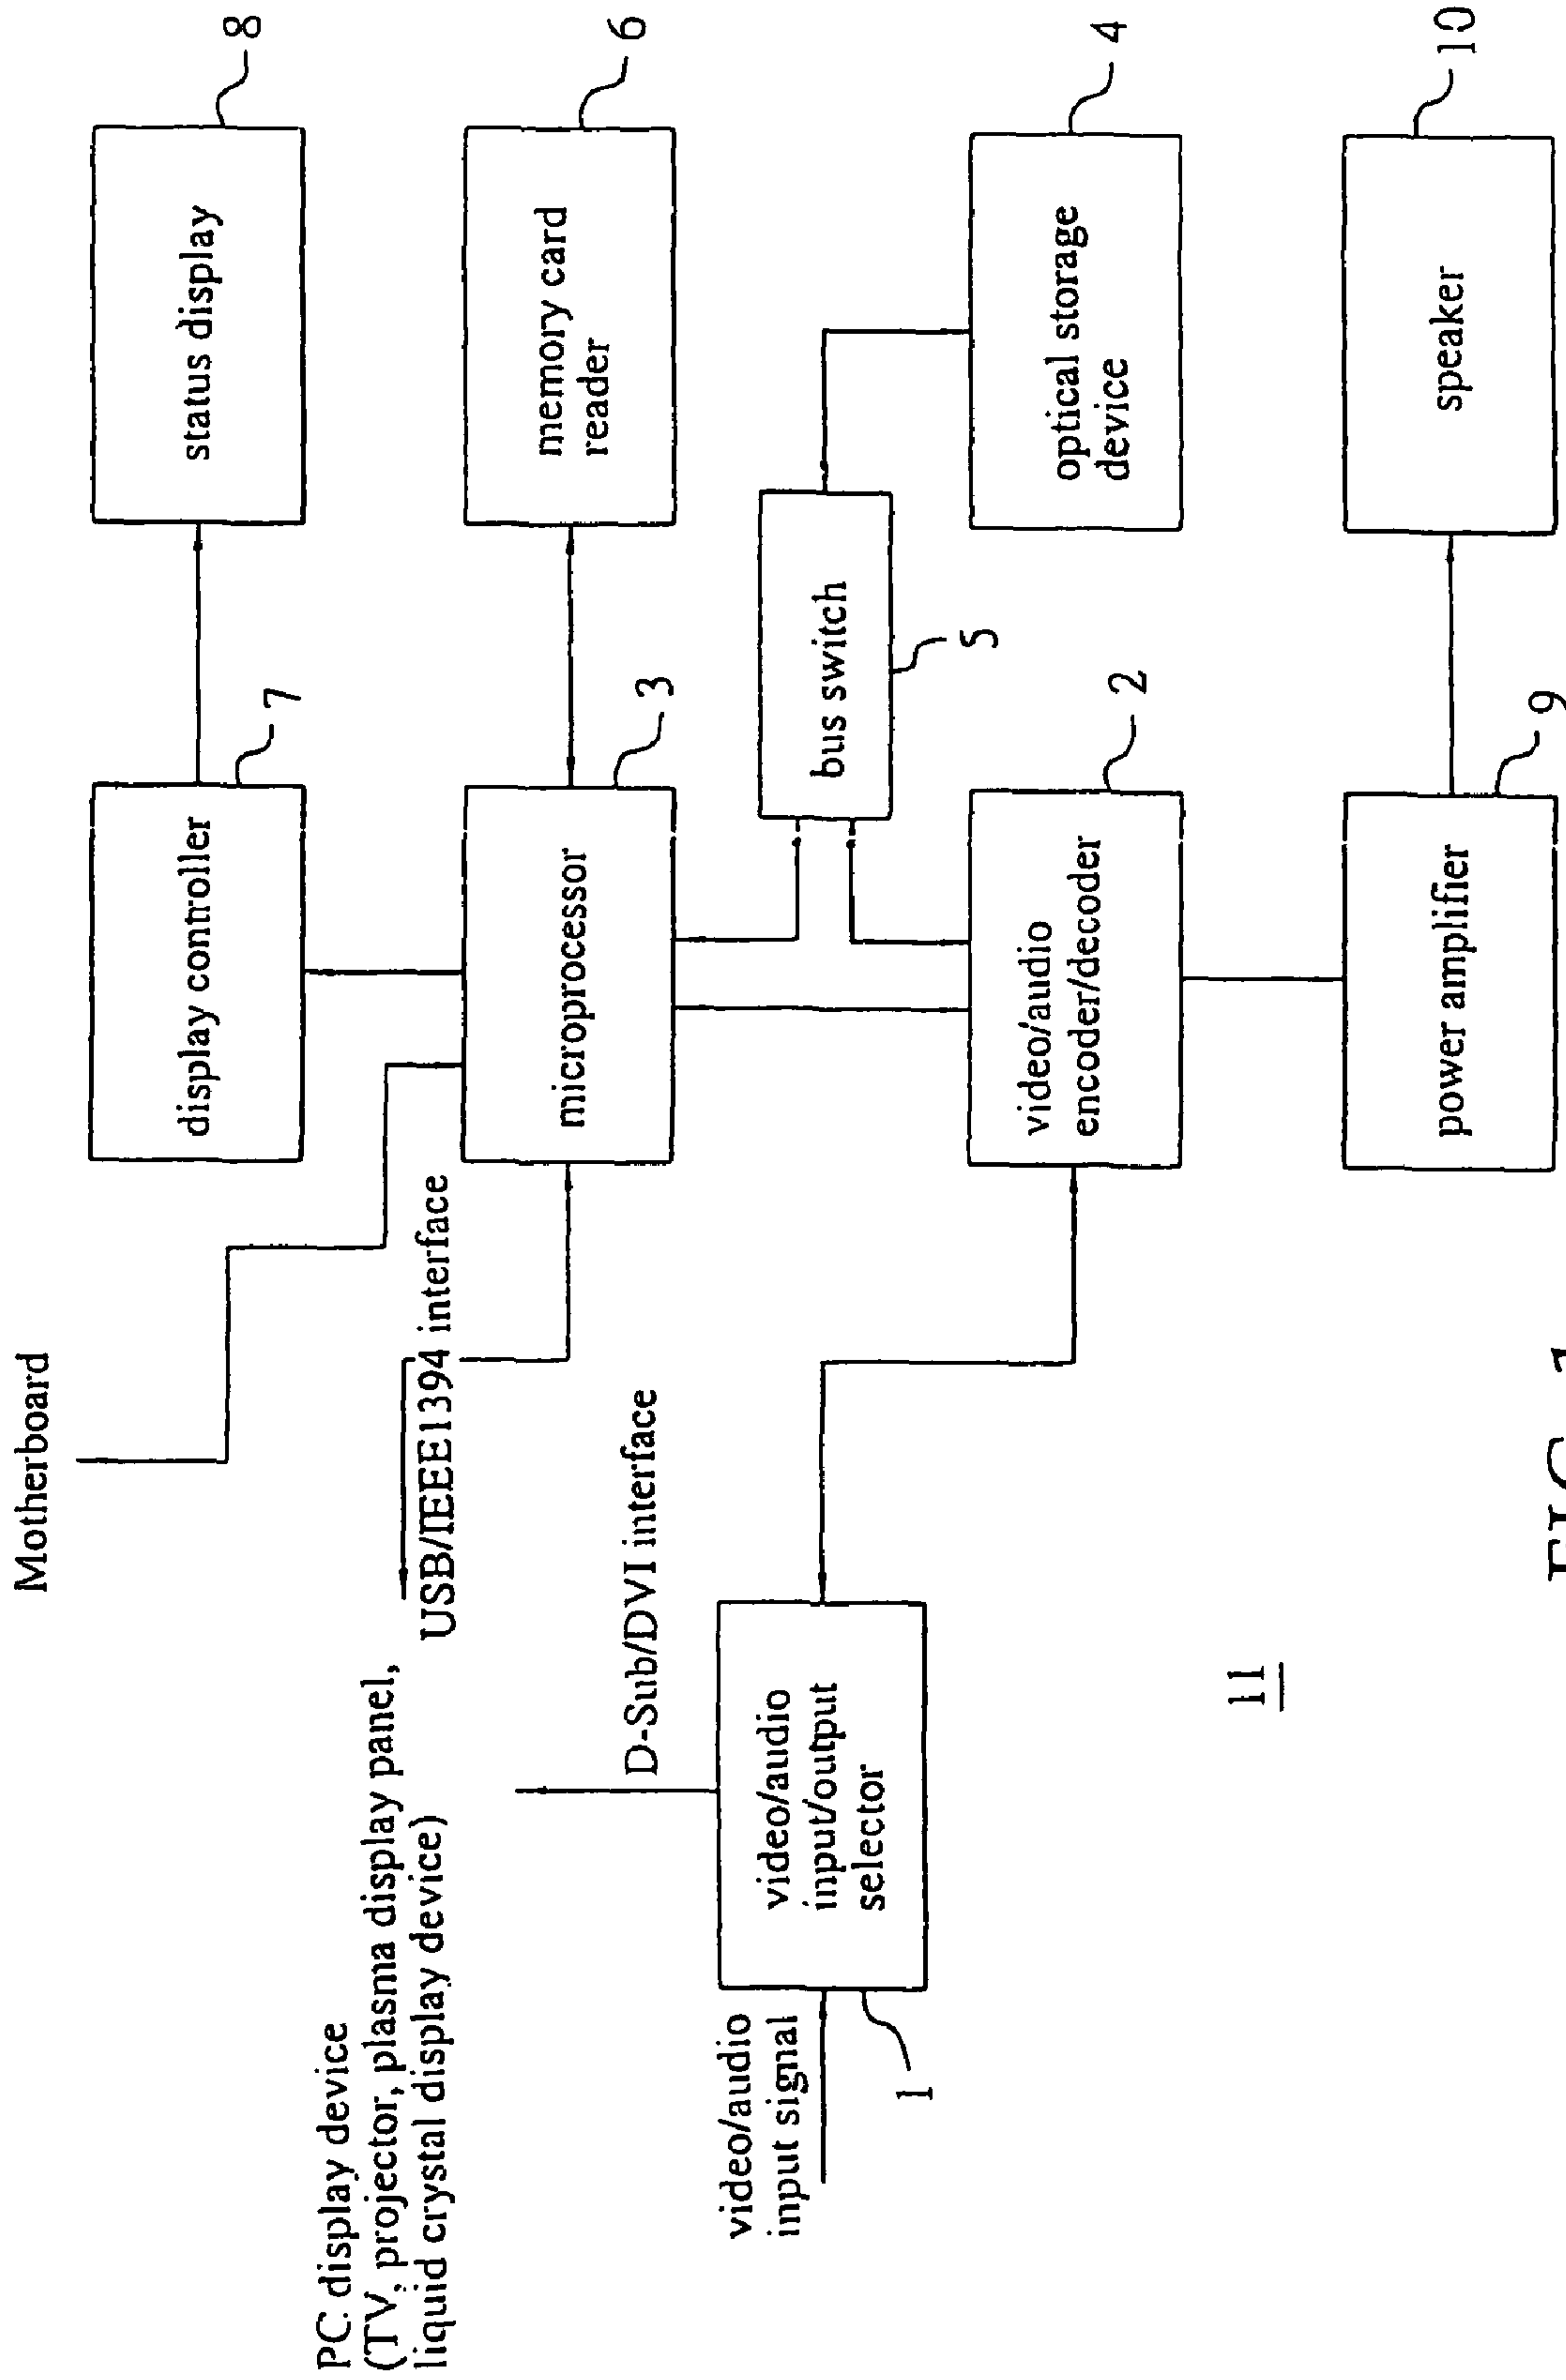 Motherboard
PC display device
(TV, projector, plasma display panel,
liquid crystal display device)
USB/IEEE1394 interface
D-Sub/DVI interface
video/audio
input signal
1
video/audio
input/output
selector
display controller
7
status display
8
microprocessor
3
memory card
reader
6
bus switch
5
video/audio
encoder/decoder
2
optical storage
device
4
power amplifier
9
speaker
10
11